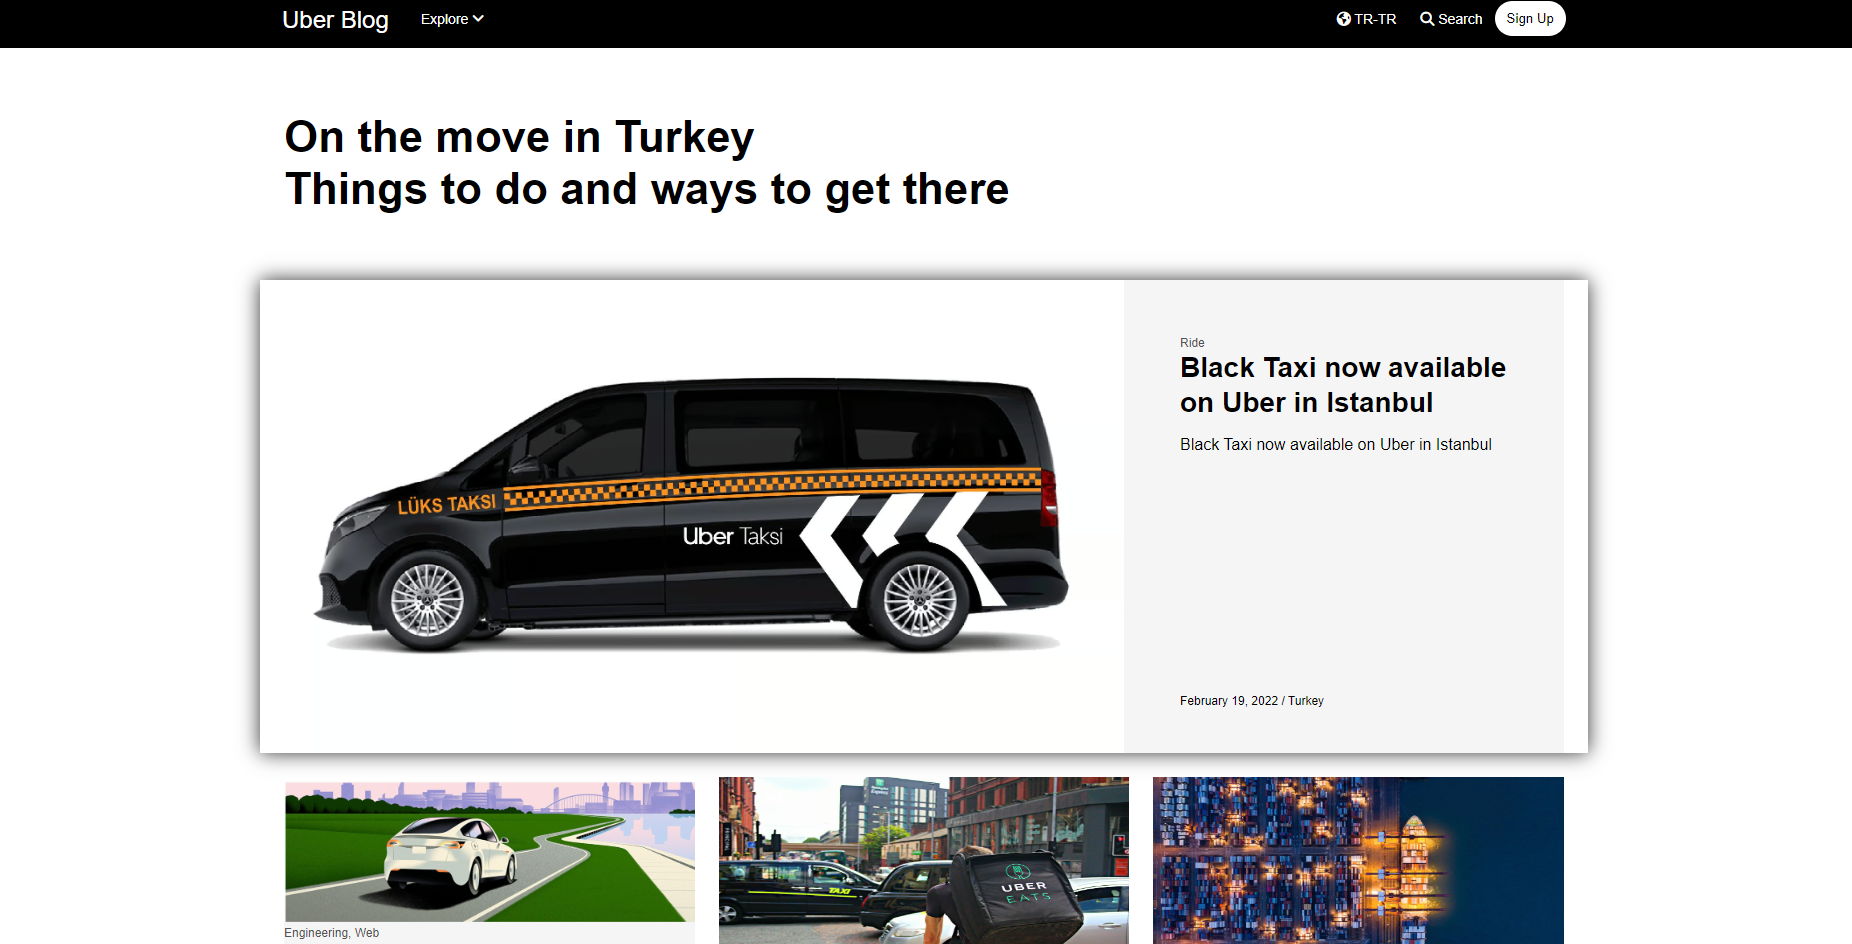 Uber Blog
Explore
TR-TR
Search
Sign Up
On the move in Turkey
Things to do and ways to get there
LÜKS TAKSI
Uber Taksi
Ride
Black Taxi now available
on Uber in Istanbul
Black Taxi now available on Uber in Istanbul
February 19, 2022 / Turkey
TAXI
UBER
EATS
Engineering, Web